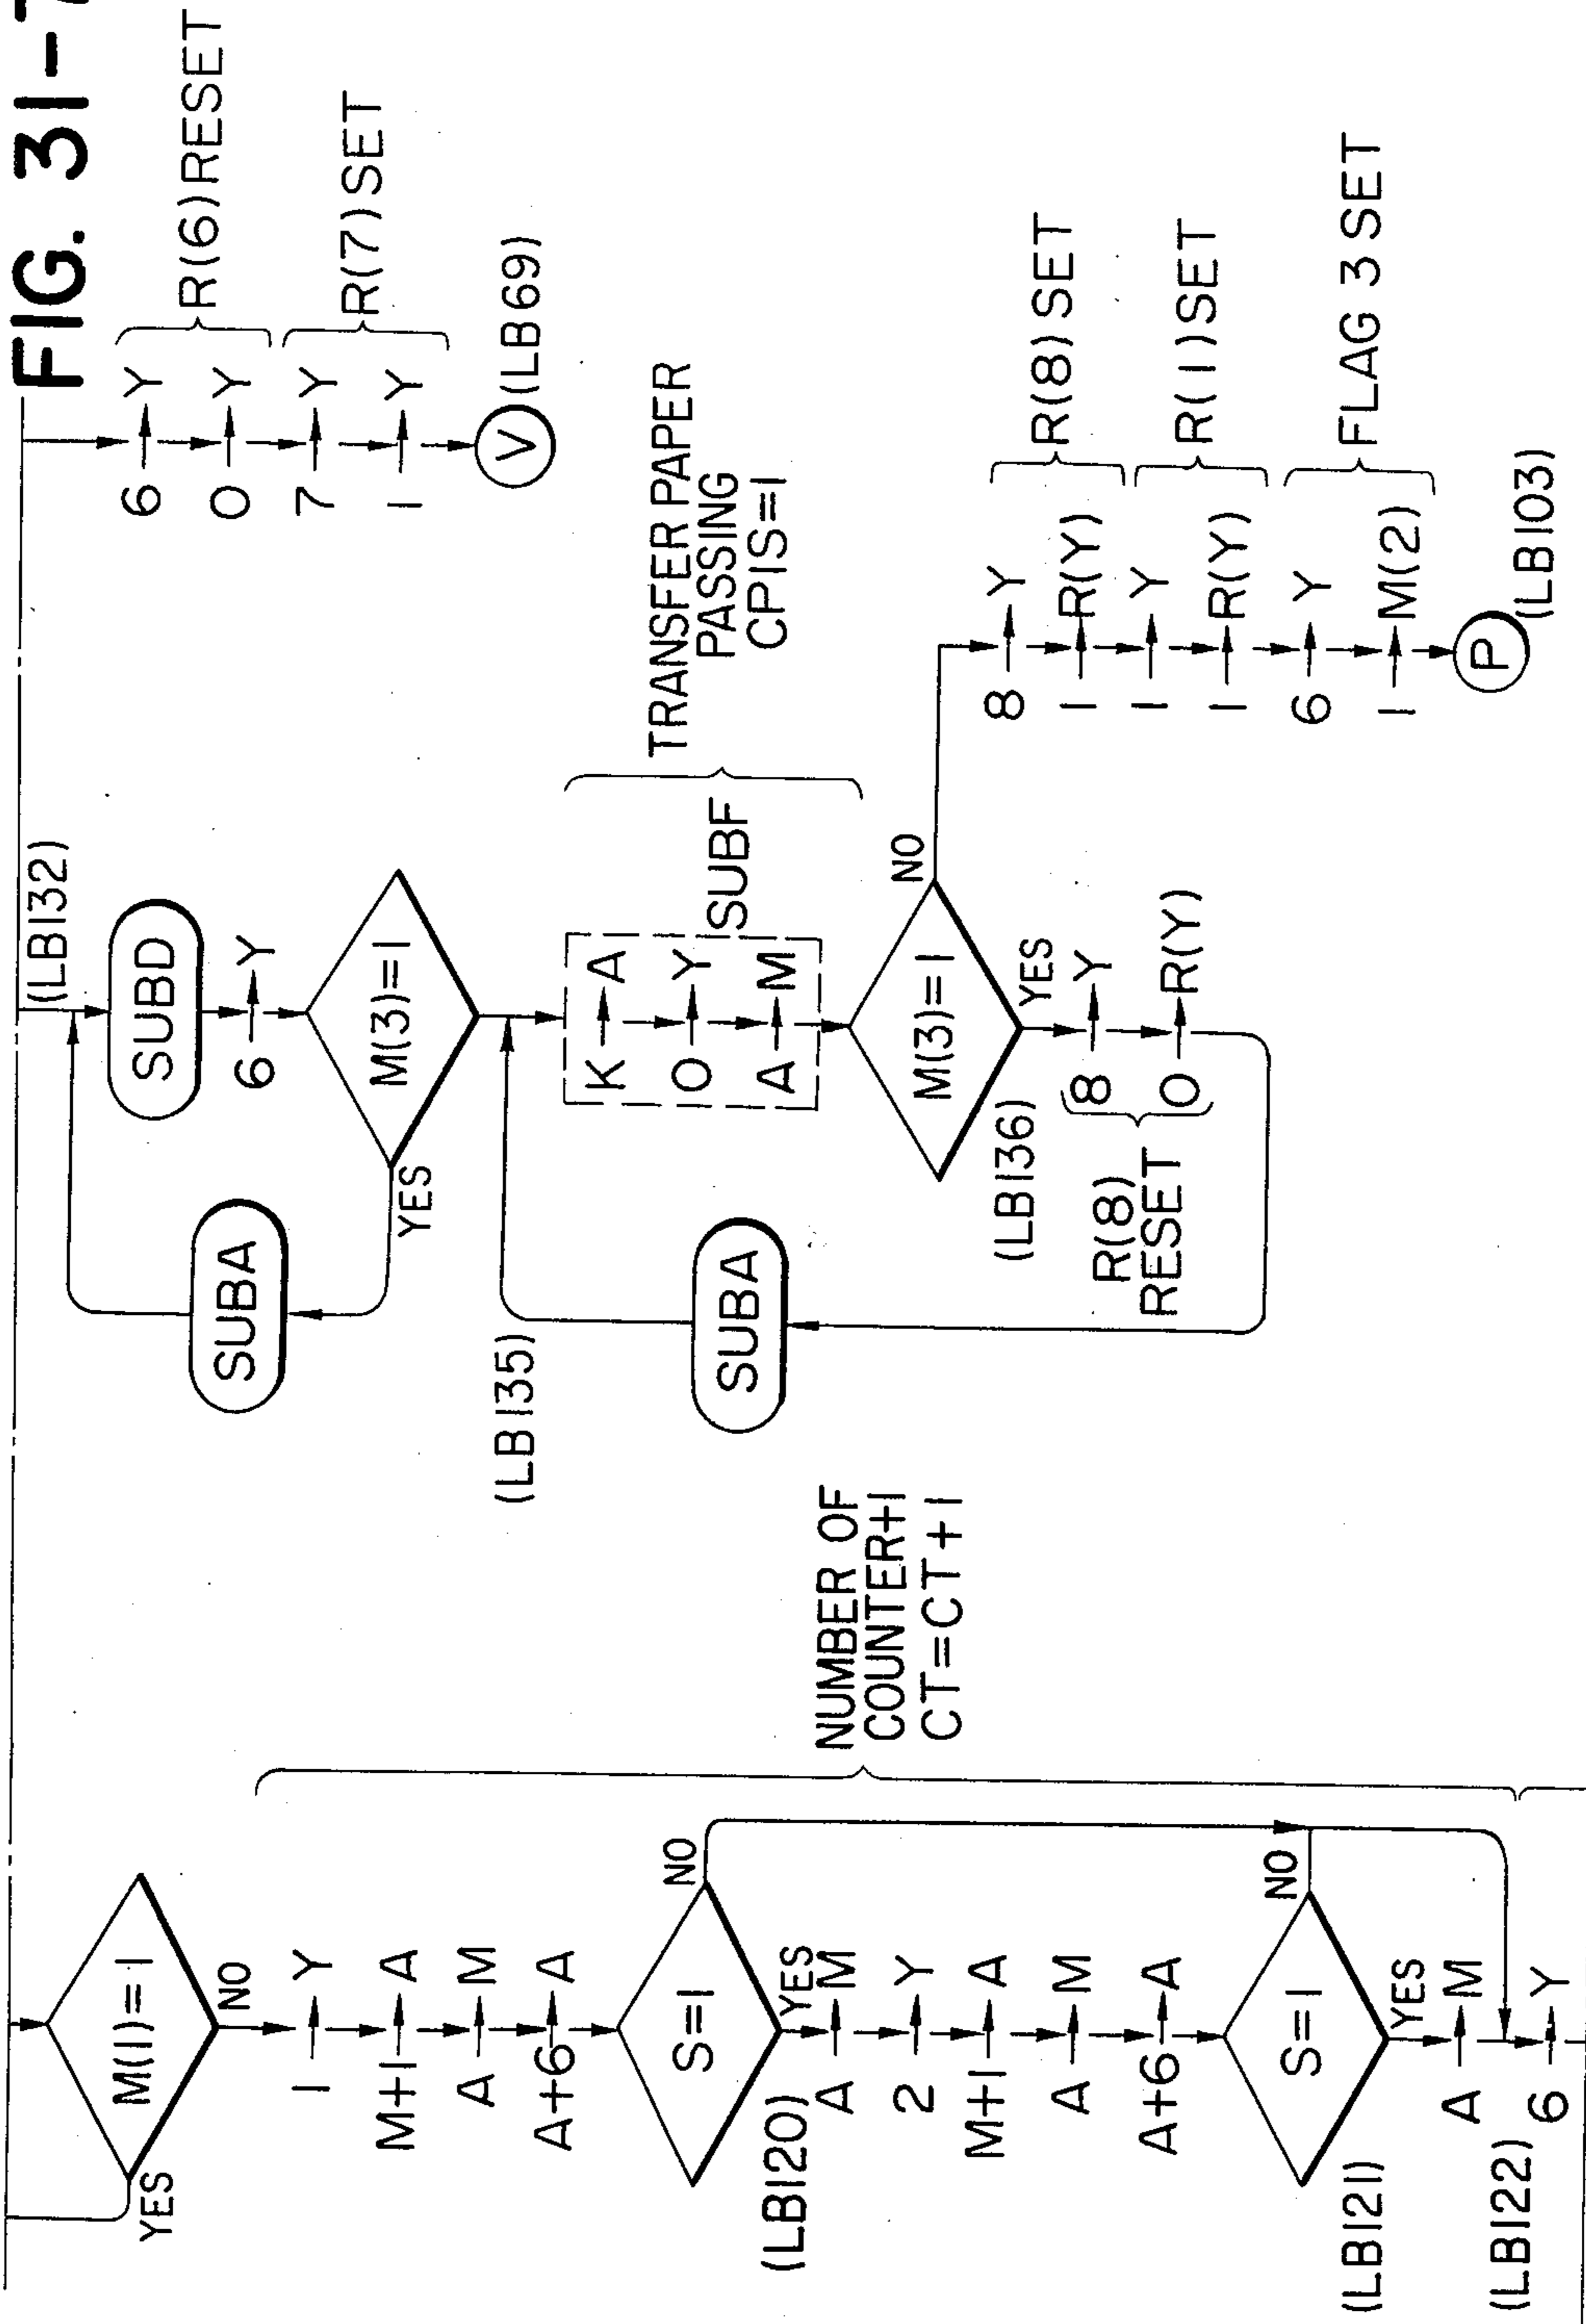 FIG. 31-7
M(1)=1
YES
NO
1→Y
M+1→A
A→M
A+6→A
S=1
NO
YES
(LB120)
A→M
2→Y
M+1→A
A→M
A+6→A
S=1
NO
YES
(LB121)
A→M
(LB122)
6→Y
NUMBER OF
COUNTER+1
CT=CT+1
(LB132)
SUBD
6→Y
M(3)=1
YES
SUBA
(LB135)
K→A
O→Y
A→M
SUBF
TRANSFER PAPER
PASSING
CPIS=1
M(3)=1
NO
YES
(LB136)
8→Y
O→R(Y)
R(8)
RESET
SUBA
8→Y
1→R(Y)
R(8) SET
1→Y
1→R(Y)
R(1) SET
6→Y
1→M(2)
FLAG 3 SET
P
(LB103)
6→Y
O→Y
R(6) RESET
7→Y
1→Y
R(7) SET
V
(LB69)